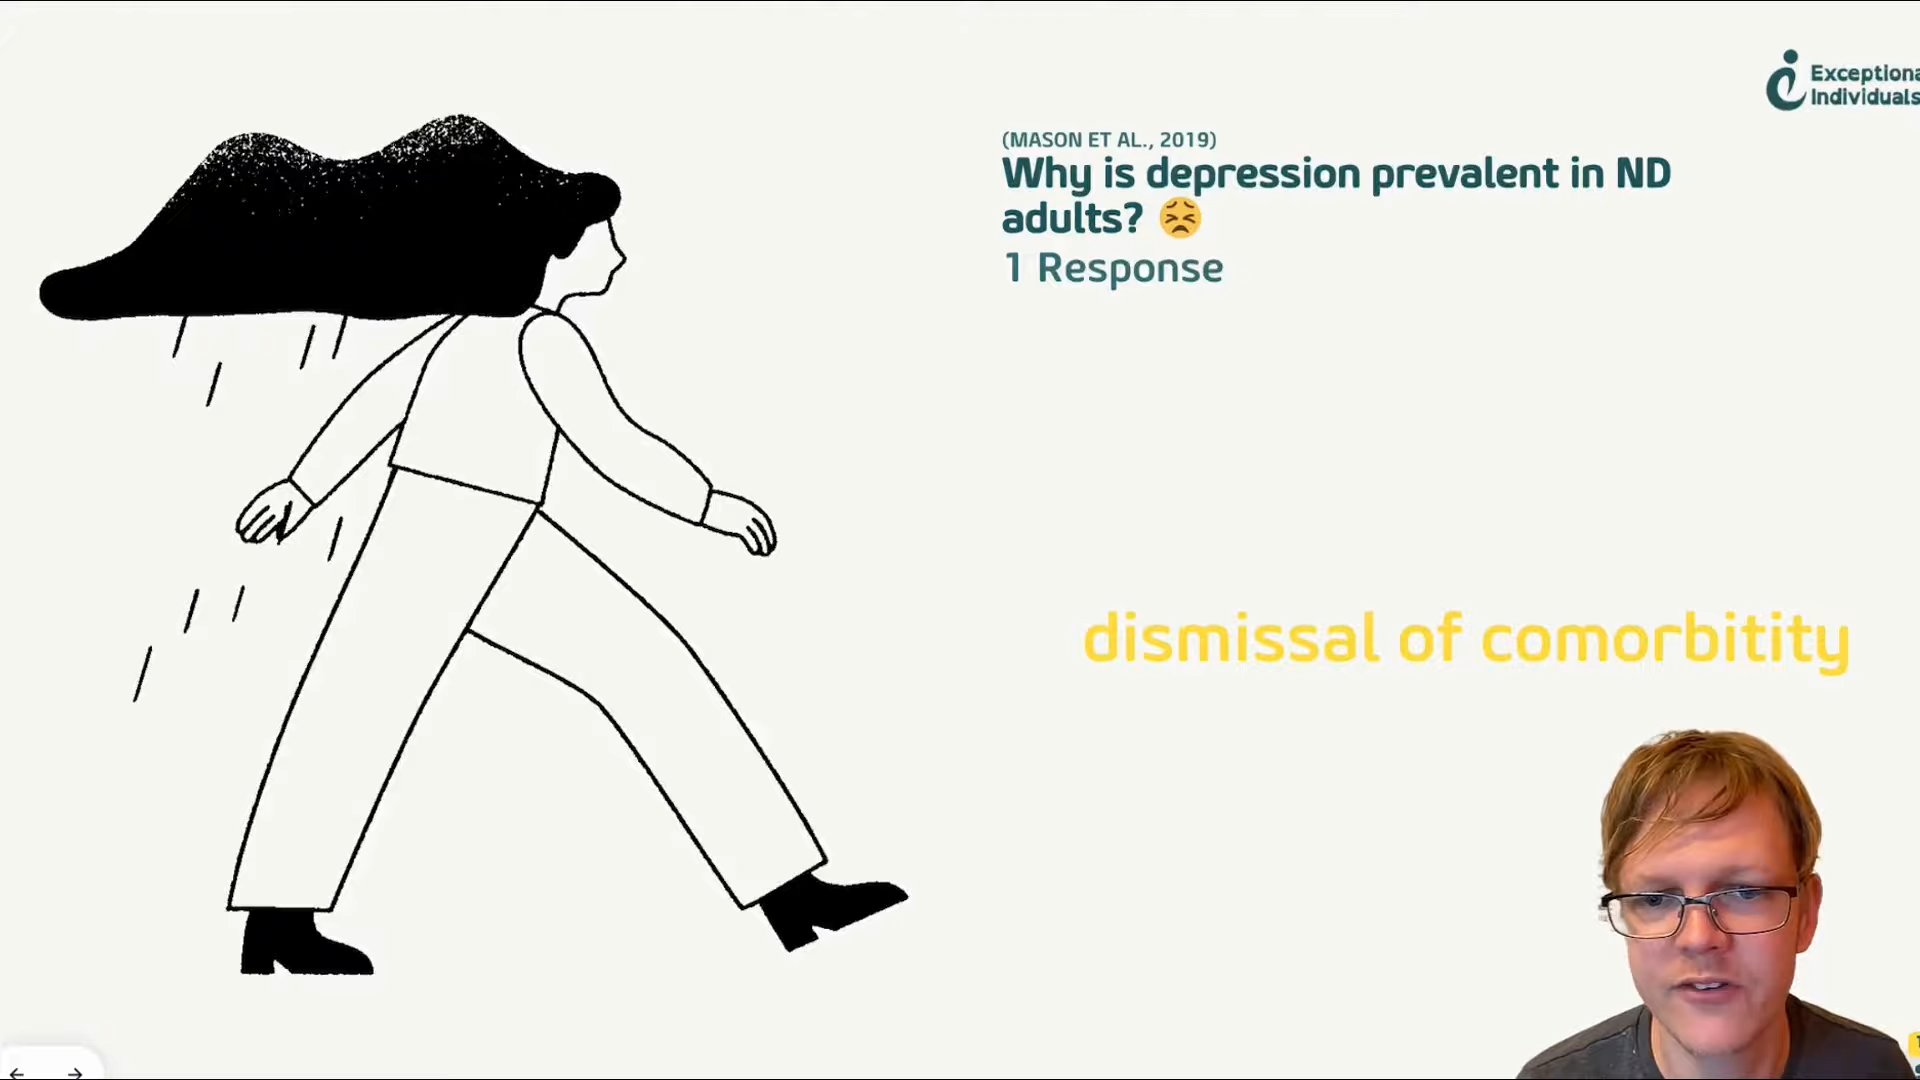 Exceptiona
Individuals
(MASON ET AL., 2019)
Why is depression prevalent in ND
adults?
1 Response
dismissal of comorbitity